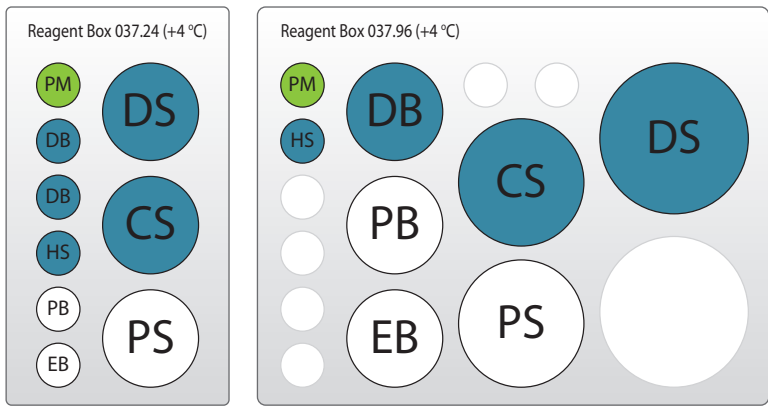 Reagent Box 037.24 (+4 °C)
PM
DS
DB
DB
CS
HS
PB
PS
EB
Reagent Box 037.96 (+4 °C)
PM
DB
DS
HS
CS
PB
PS
EB